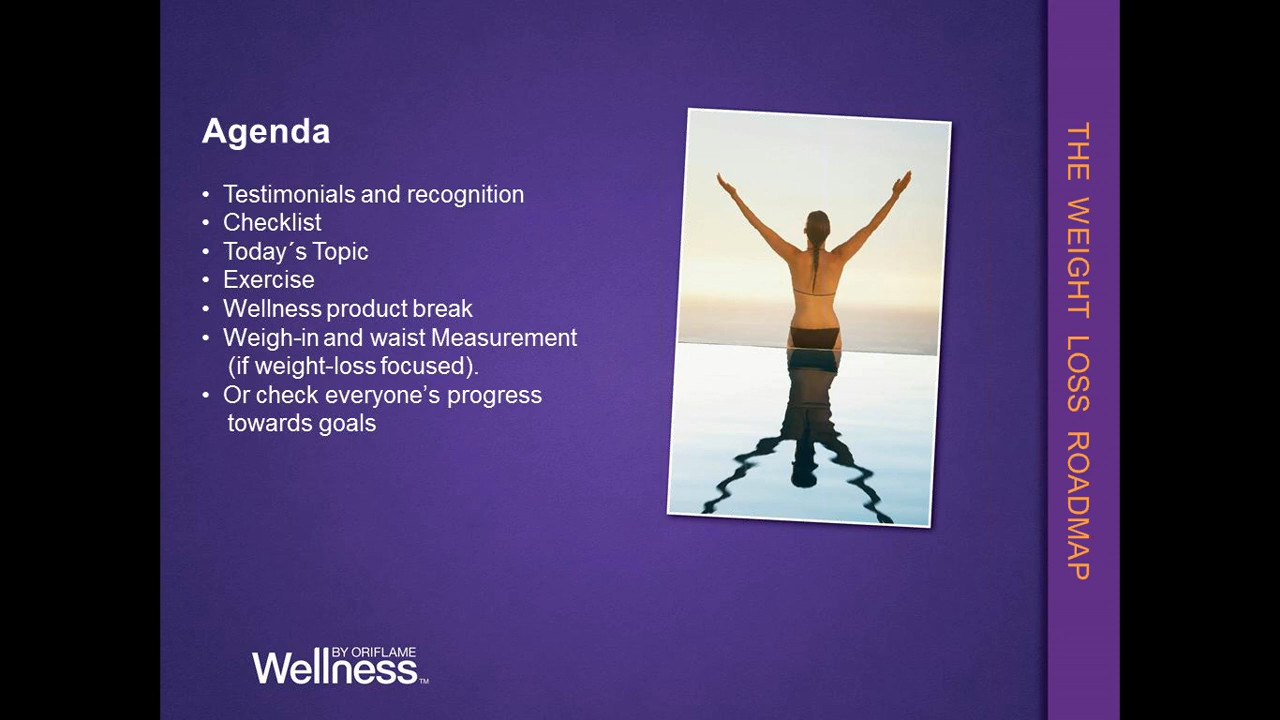 Agenda
• Testimonials and recognition
• Checklist
• Today´s Topic
• Exercise
• Wellness product break
• Weigh-in and waist Measurement
(if weight-loss focused).
• Or check everyone’s progress
towards goals
THE WEIGHT LOSS ROADMAP
BY ORIFLAME
Wellness™